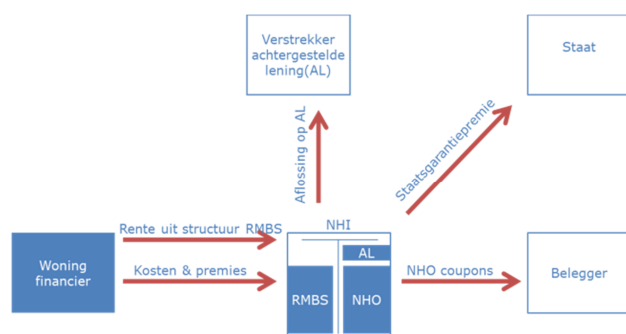 Verstrekker
achtergestelde
lening(AL)
Staat
Aflossing op AL
Staatsgarantiepremie
Rente uit structuur RMBS
NHI
Woning
financier
Kosten & premies
AL
RMBS
NHO
NHO coupons
Belegger